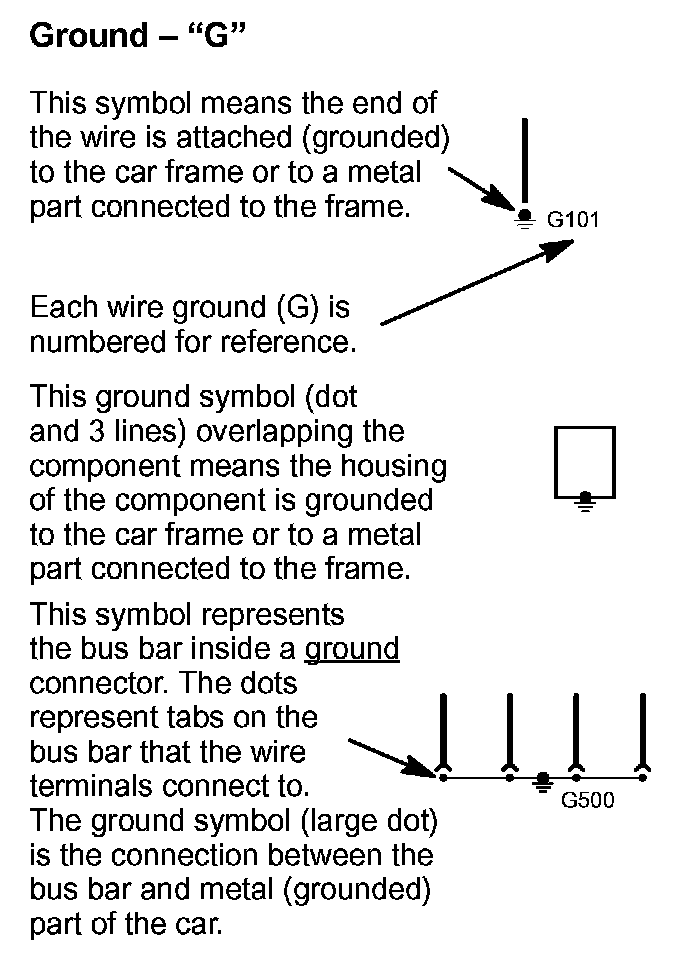 Ground – “G”
This symbol means the end of
the wire is attached (grounded)
to the car frame or to a metal
part connected to the frame.
G101
Each wire ground (G) is
numbered for reference.
This ground symbol (dot
and 3 lines) overlapping the
component means the housing
of the component is grounded
to the car frame or to a metal
part connected to the frame.
This symbol represents
the bus bar inside a ground
connector. The dots
represent tabs on the
bus bar that the wire
terminals connect to.
The ground symbol (large dot)
is the connection between the
bus bar and metal (grounded)
part of the car.
G500